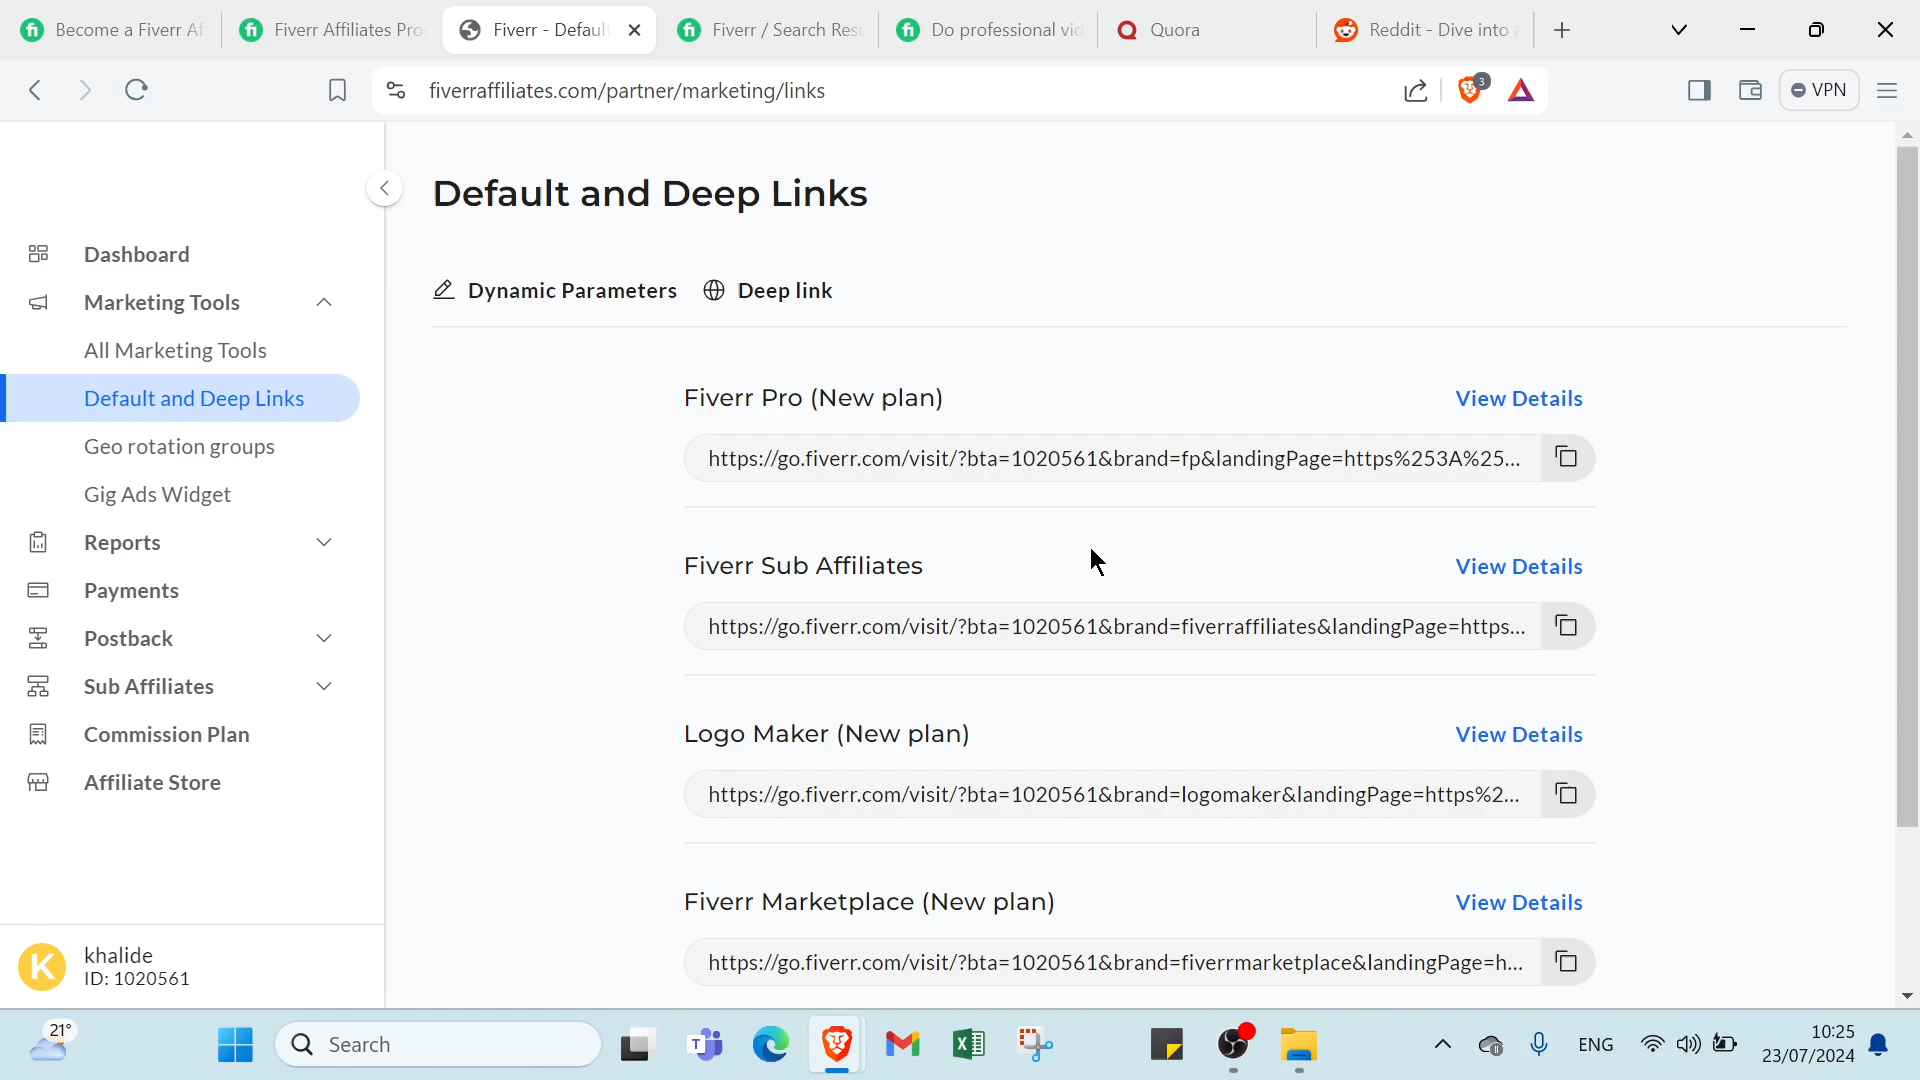 Become a Fiverr Af
Fiverr Affiliates Pro
Fiverr - Defaul
Fiverr / Search Resu
Do professional vid
Quora
Reddit - Dive into a
fiverraffiliates.com/partner/marketing/links
3
VPN
Default and Deep Links
Dynamic Parameters
Deep link
Dashboard
Marketing Tools
All Marketing Tools
Default and Deep Links
Geo rotation groups
Gig Ads Widget
Reports
Payments
Postback
Sub Affiliates
Commission Plan
Affiliate Store
K
khalide
ID: 1020561
Fiverr Pro (New plan)
View Details
https://go.fiverr.com/visit/?bta=1020561&brand=fp&landingPage=https%253A%25...
Fiverr Sub Affiliates
View Details
https://go.fiverr.com/visit/?bta=1020561&brand=fiverraffiliates&landingPage=https...
Logo Maker (New plan)
View Details
https://go.fiverr.com/visit/?bta=1020561&brand=logomaker&landingPage=https%2...
Fiverr Marketplace (New plan)
View Details
https://go.fiverr.com/visit/?bta=1020561&brand=fiverrmarketplace&landingPage=h...
21°
Search
ENG
10:25
23/07/2024